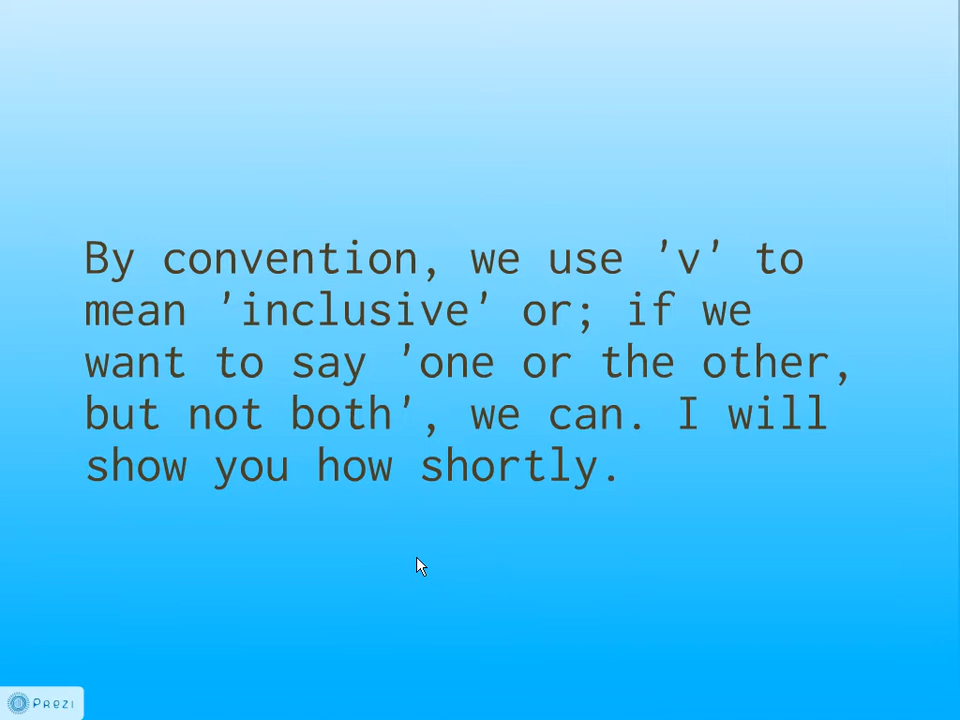 By convention, we use 'v' to
mean 'inclusive' or; if we
want to say 'one or the other,
but not both', we can. I will
show you how shortly.
Prezi